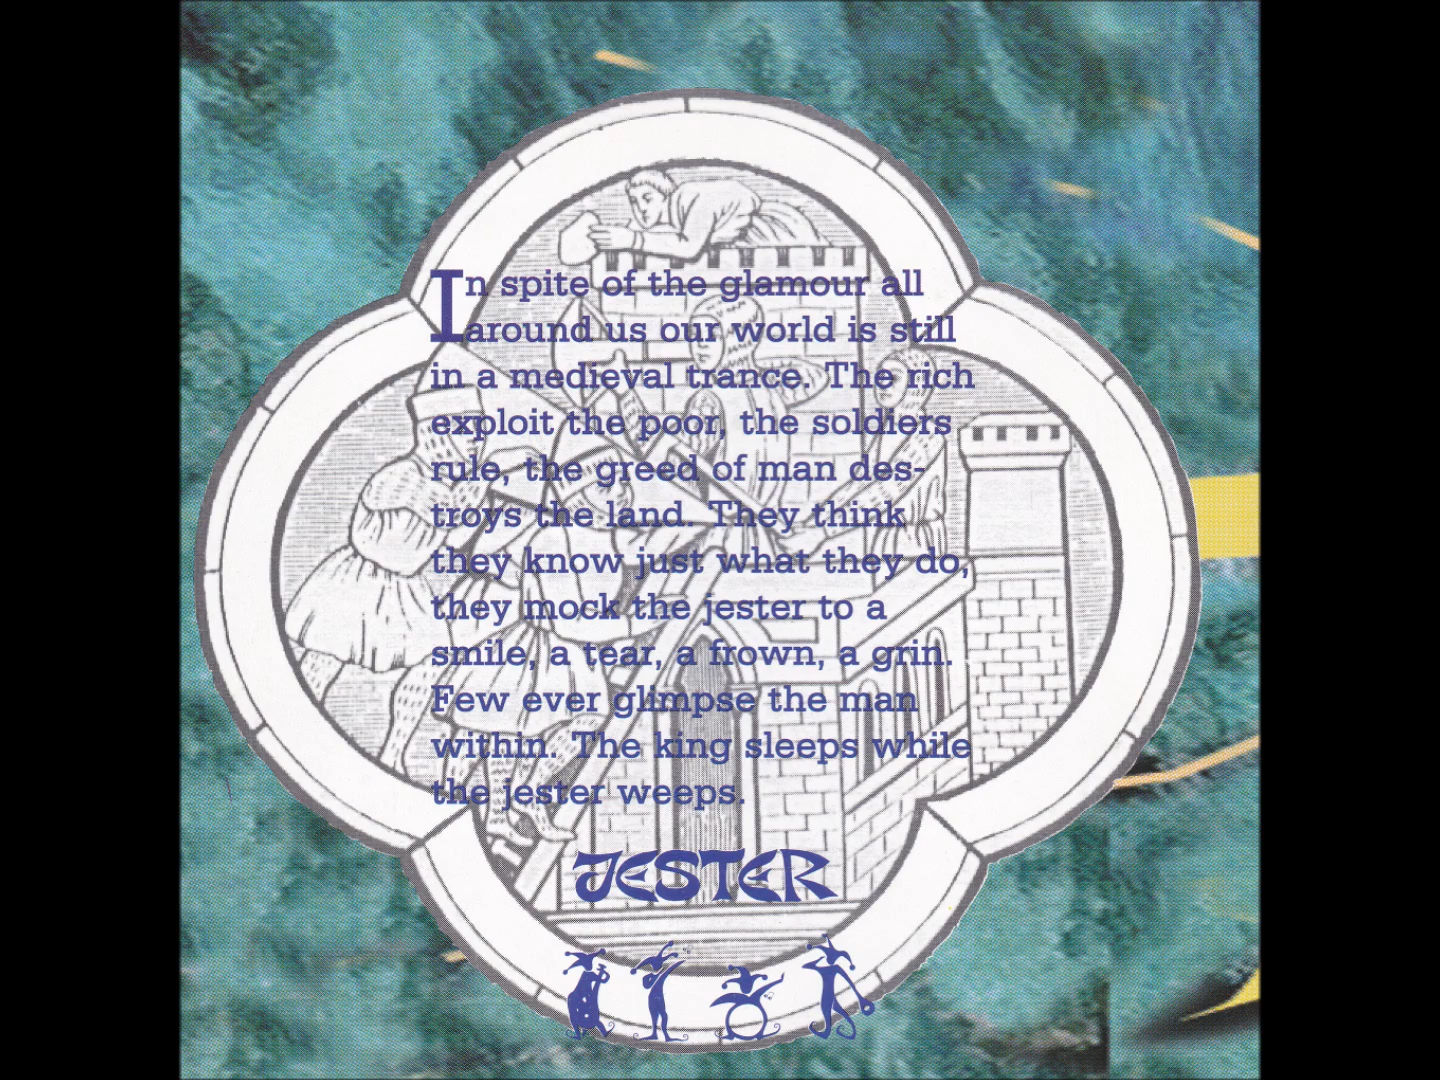 In spite of the glamour all
around us our world is still
in a medieval trance. The rich
exploit the poor, the soldiers
rule, the greed of man des-
troys the land. They think
they know just what they do,
they mock the jester to a
smile, a tear, a frown, a grin.
Few ever glimpse the man
within. The king sleeps while
the jester weeps.
JESTER